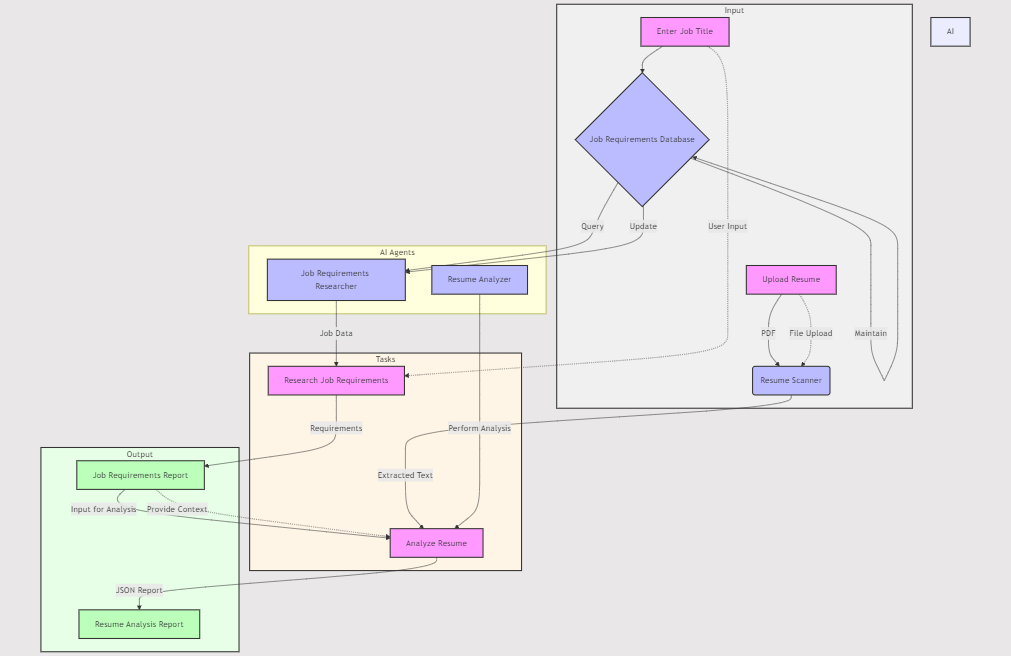 Input
Enter Job Title
AI
Job Requirements Database
Query
Update
User Input
AI Agents
Job Requirements
Researcher
Resume Analyzer
Upload Resume
Job Data
PDF
File Upload
Maintain
Tasks
Research Job Requirements
Resume Scanner
Requirements
Perform Analysis
Output
Job Requirements Report
Extracted Text
Input for Analysis
Provide Context
Analyze Resume
JSON Report
Resume Analysis Report